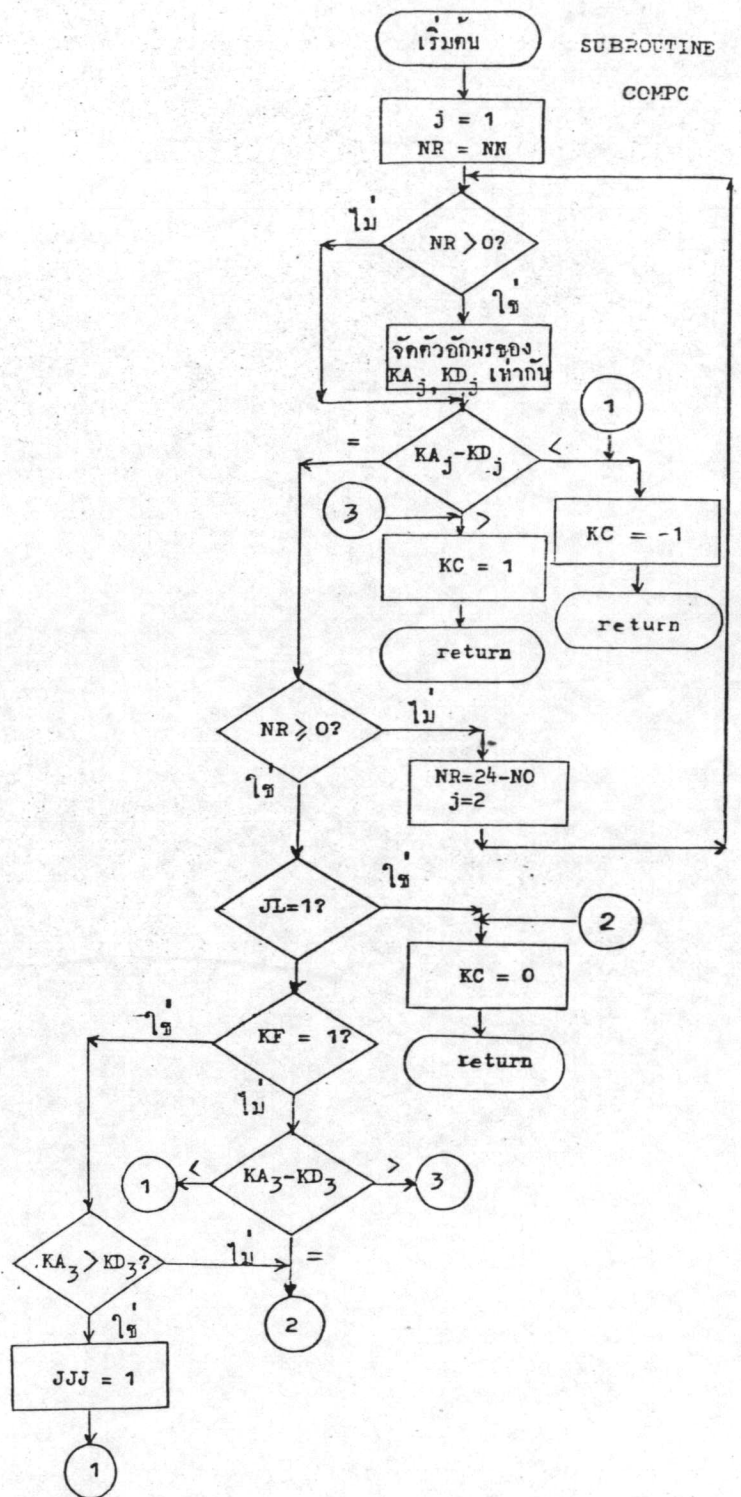 เริ่มต้น
SUBROUTINE
COMPC
j = 1
NR = NN
ไม่
NR > 0?
ใช่
จัดตัวอักษรของ
KAj, KDj เท่ากัน
1
=
KAj-KDj
<
3
>
KC = 1
KC = -1
return
return
NR ≥ 0?
ไม่
ใช่
NR=24-NO
j=2
JL=1?
ใช่
2
KC = 0
ใช่
KF = 1?
return
ไม่
1
<
KA3-KD3
>
3
KA3 > KD3?
ไม่
=
ใช่
2
JJJ = 1
1